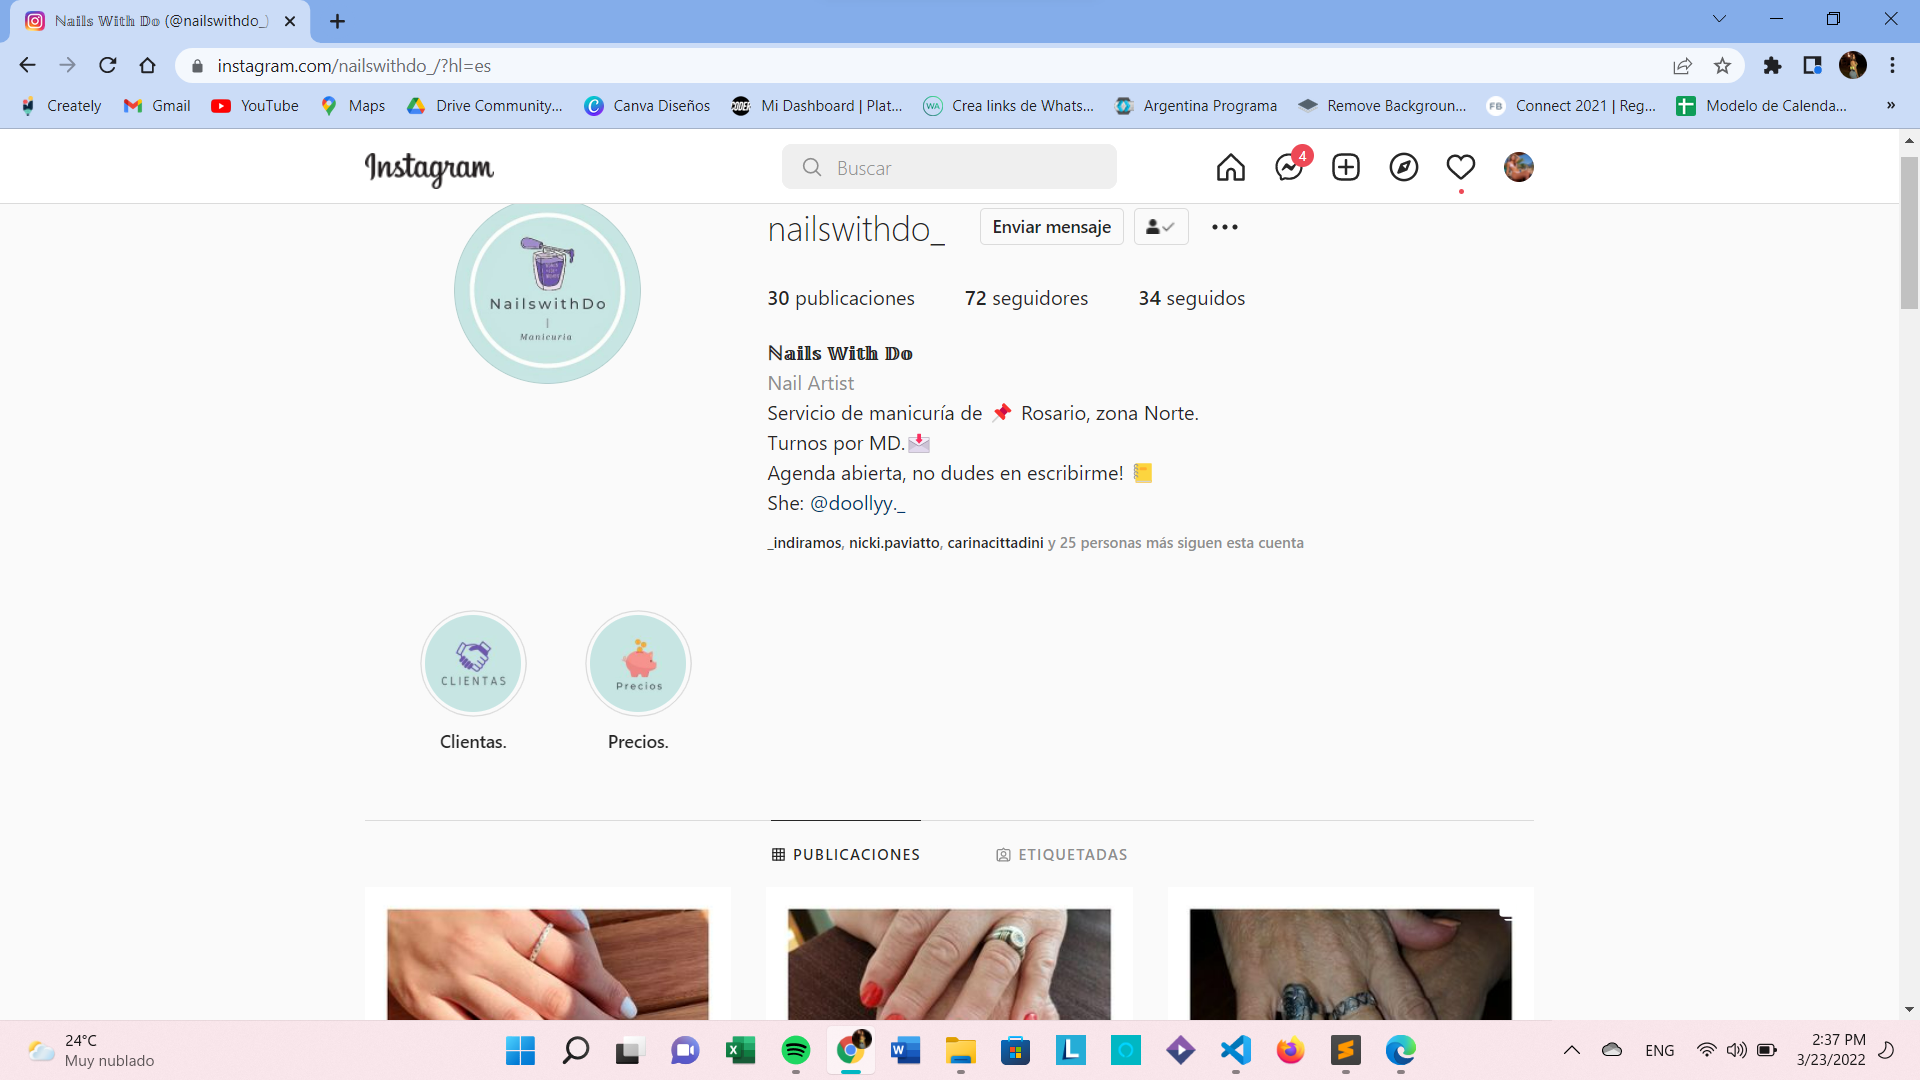 Nails With Do (@nailswithdo_)
instagram.com/nailswithdo_/?hl=es
Creately Gmail YouTube Maps Drive Community... Canva Diseños Mi Dashboard | Plat... Crea links de Whats... Argentina Programa Remove Backgroun... Connect 2021 | Reg... Modelo de Calenda... »
Instagram
Buscar
4
nailswithdo_ Enviar mensaje
30 publicaciones 72 seguidores 34 seguidos
NailswithDo
Manicuria
ℕ𝕒𝕚𝕝𝕤 𝕎𝕚𝕥𝕙 𝔻𝕠
Nail Artist
Servicio de manicuría de 📌 Rosario, zona Norte.
Turnos por MD.📩
Agenda abierta, no dudes en escribirme! 📒
She: @doollyy._
_indiramos, nicki.paviatto, carinacittadini y 25 personas más siguen esta cuenta
CLIENTAS Precios
Clientas. Precios.
PUBLICACIONES ETIQUETADAS
24°C
Muy nublado
ENG
2:37 PM
3/23/2022